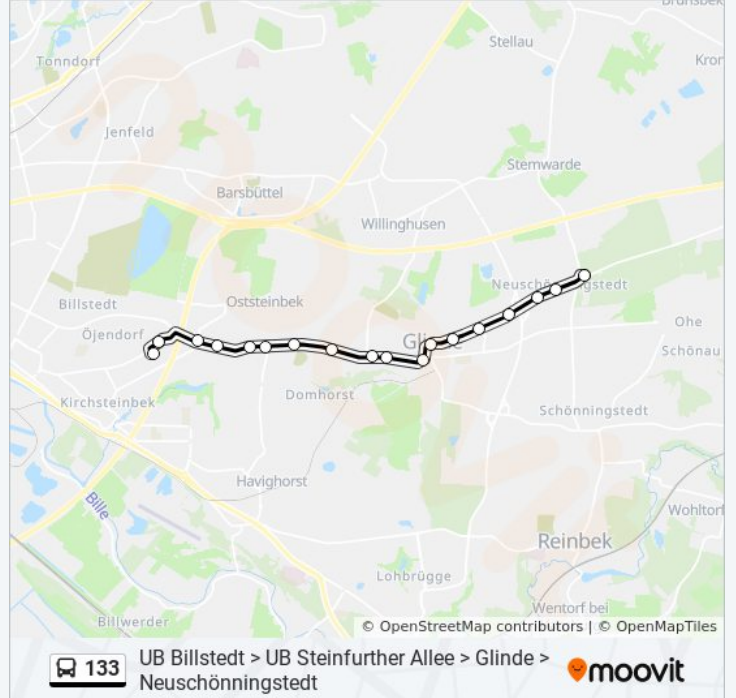 Brunsbek
Stellau
Tonndorf
Kron
Jenfeld
Stemwarde
Barsbüttel
Willinghusen
Neuschönningstedt
Billstedt
Oststeinbek
Öjendorf
Ohe
Glinde
Schönau
Domhorst
Kirchsteinbek
Schönningstedt
Havighorst
Bille
Wohltorf
Reinbek
Lohbrügge
Wentorf bei
Billwerder
© OpenStreetMap contributors | © OpenMapTiles
133
UB Billstedt > UB Steinfurther Allee > Glinde >
Neuschönningstedt
moovit